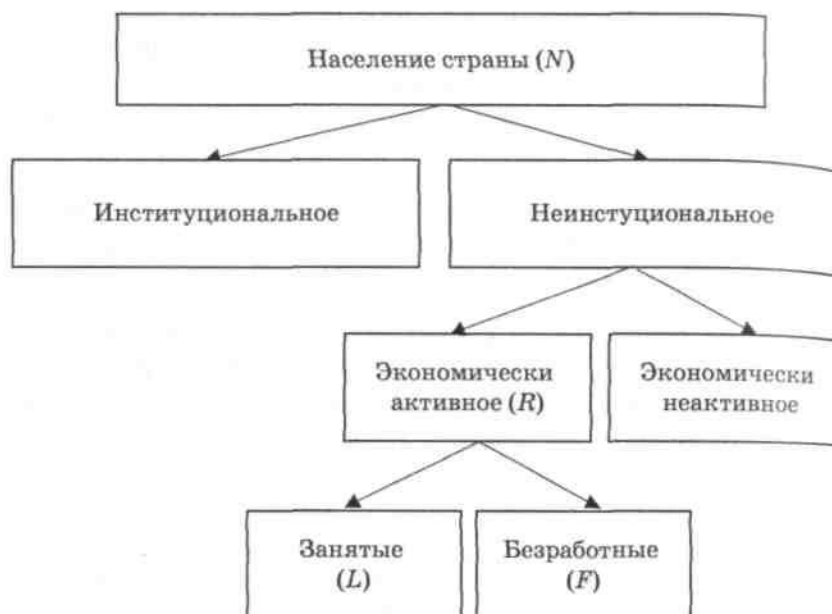 Население страны (N)
Институциональное
Неинстуциональное
Экономически
активное (R)
Экономически
неактивное
Занятые
(L)
Безработные
(F)